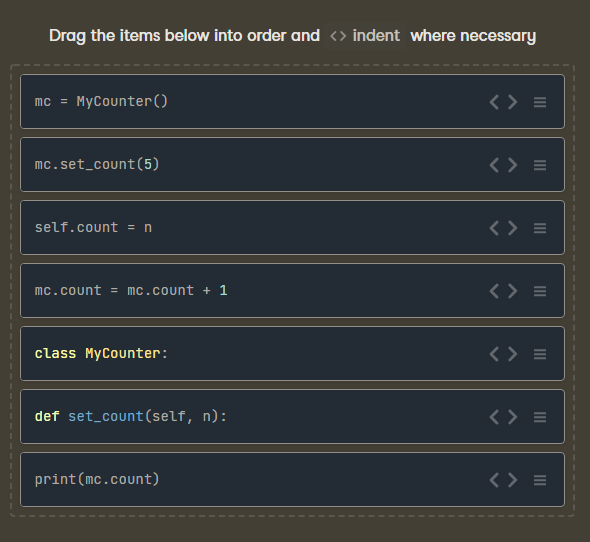 Drag the items below into order and <> indent where necessary
mc = MyCounter()
mc.set_count(5)
self.count = n
mc.count = mc.count + 1
class MyCounter:
def set_count(self, n):
print(mc.count)